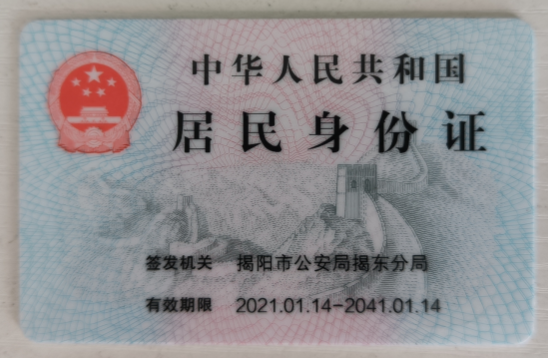 中华人民共和国
居民身份证
签发机关 揭阳市公安局揭东分局
有效期限 2021.01.14-2041.01.14